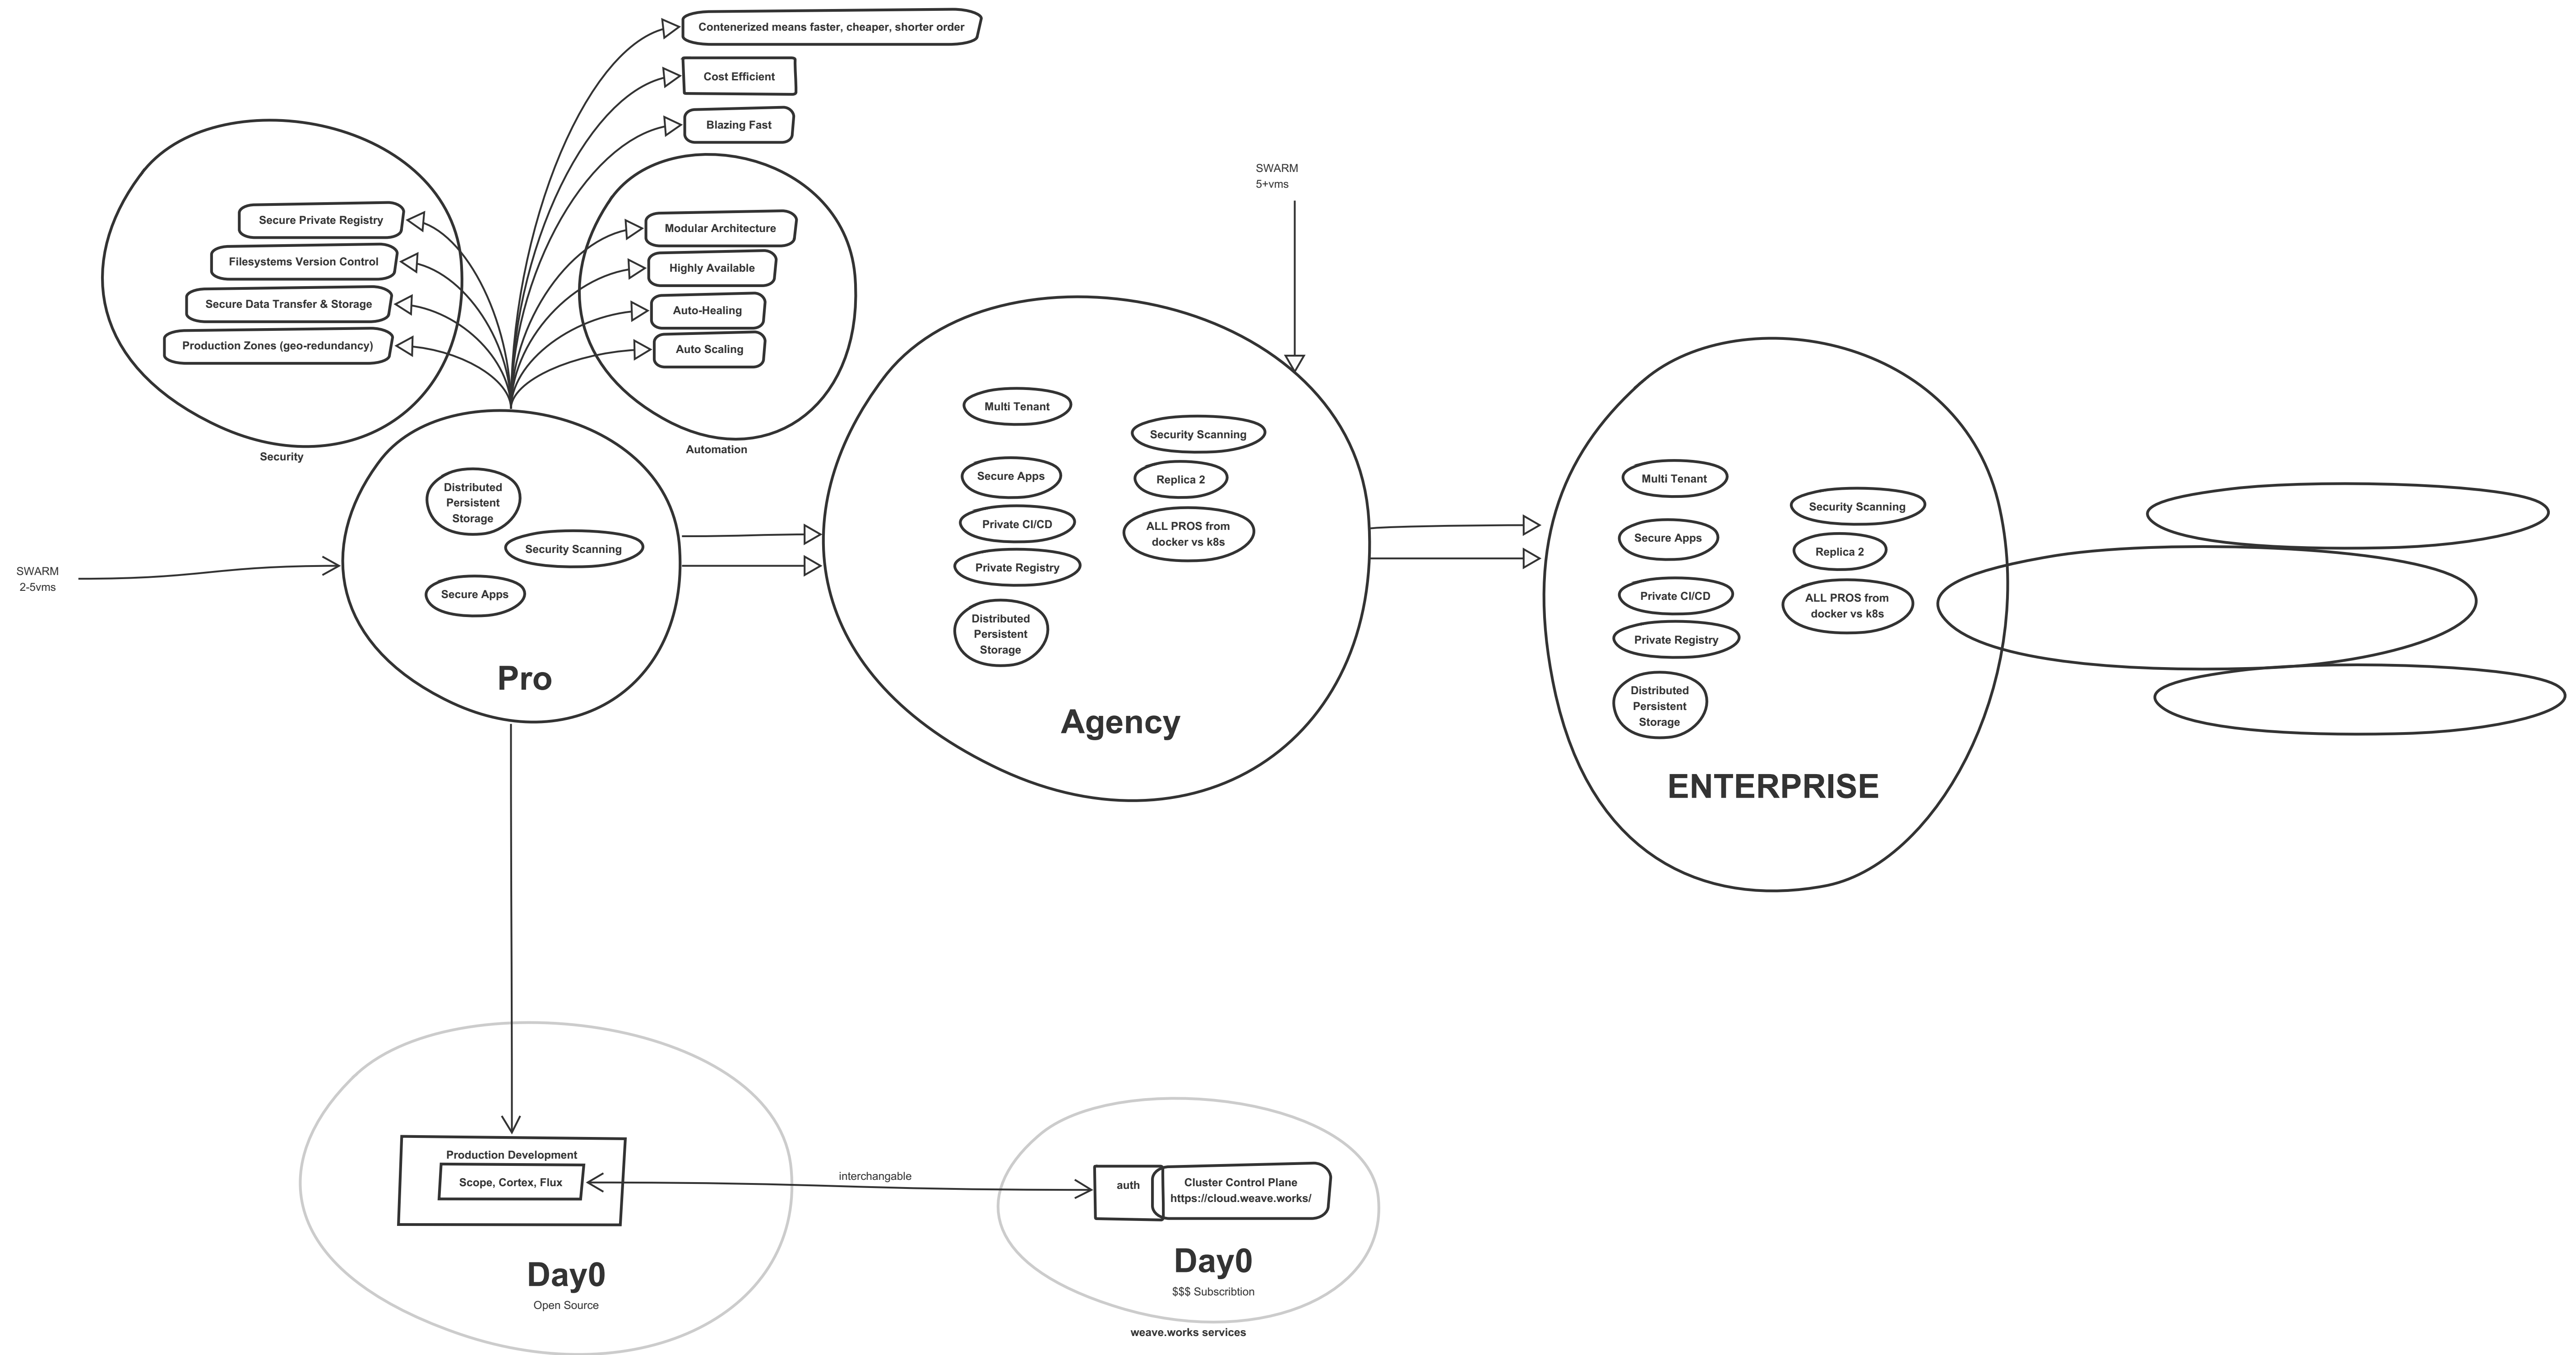 Contenerized means faster, cheaper, shorter order
Cost Efficient
Blazing Fast
Secure Private Registry
Filesystems Version Control
Secure Data Transfer & Storage
Production Zones (geo-redundancy)
Security
Modular Architecture
Highly Available
Auto-Healing
Auto Scaling
Automation
SWARM
2-5vms
Distributed
Persistent
Storage
Security Scanning
Secure Apps
Pro
SWARM
5+vms
Multi Tenant
Secure Apps
Private CI/CD
Private Registry
Distributed
Persistent
Storage
Security Scanning
Replica 2
ALL PROS from
docker vs k8s
Agency
Multi Tenant
Secure Apps
Private CI/CD
Private Registry
Distributed
Persistent
Storage
Security Scanning
Replica 2
ALL PROS from
docker vs k8s
ENTERPRISE
Production Development
Scope, Cortex, Flux
Day0
Open Source
interchangable
auth
Cluster Control Plane
https://cloud.weave.works/
Day0
$$$ Subscribtion
weave.works services